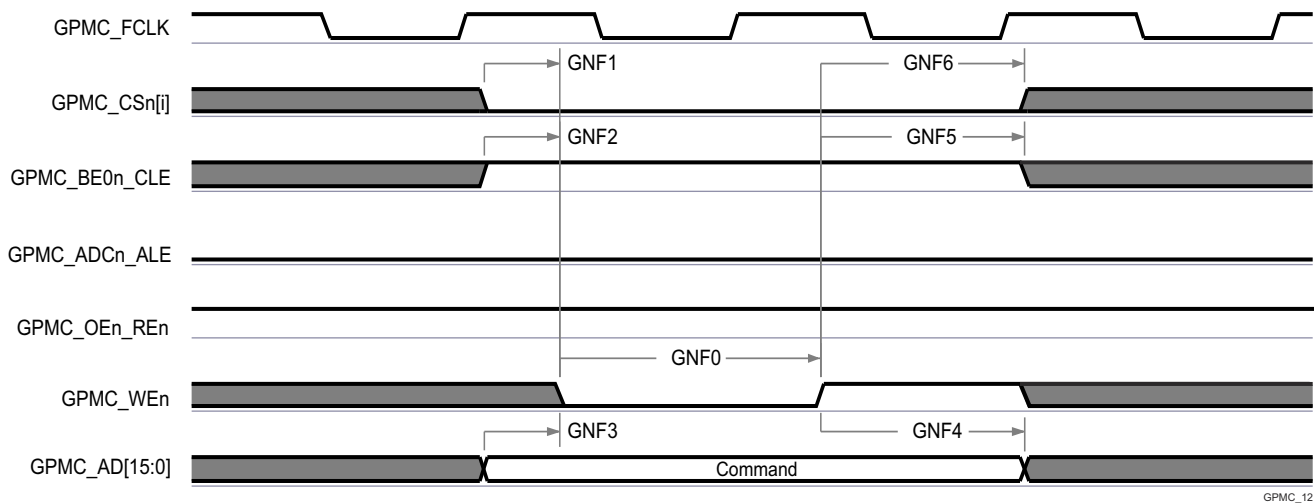 GPMC_FCLK
GNF1
GNF6
GPMC_CSn[i]
GNF2
GNF5
GPMC_BE0n_CLE
GPMC_ADCn_ALE
GPMC_OEn_REn
GNF0
GPMC_WEn
GNF3
GNF4
GPMC_AD[15:0]
Command
GPMC_12